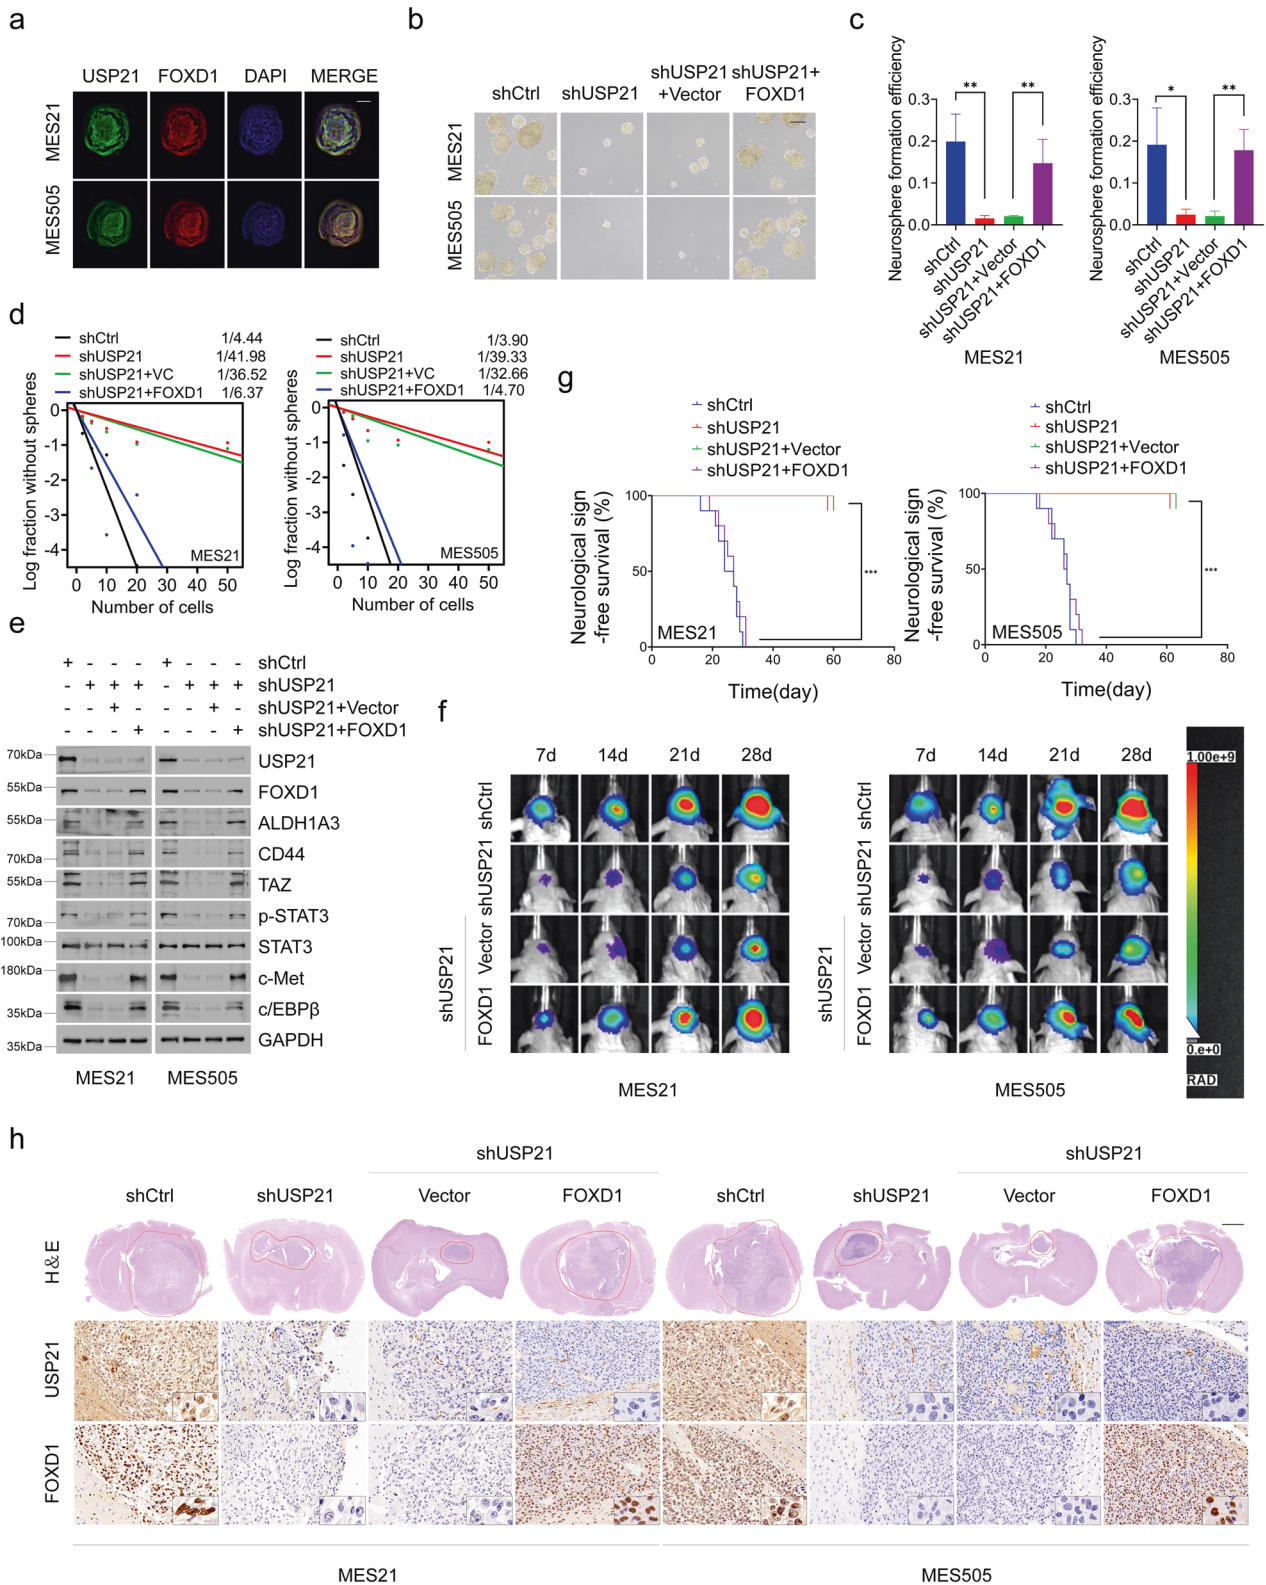 a
USP21 FOXD1 DAPI MERGE
MES21
MES505
b
shCtrl shUSP21 shUSP21 +Vector shUSP21+ FOXD1
MES21
MES505
c
Neurosphere formation efficiency
0.3
0.2
0.1
0.0
** **
shCtrl
shUSP21
shUSP21+Vector
shUSP21+FOXD1
MES21
Neurosphere formation efficiency
0.3
0.2
0.1
0.0
* **
shCtrl
shUSP21
shUSP21+Vector
shUSP21+FOXD1
MES505
d
shCtrl 1/4.44
shUSP21 1/41.98
shUSP21+VC 1/36.52
shUSP21+FOXD1 1/6.37
Log fraction without spheres
0
-1
-2
-3
-4
MES21
0 10 20 30 40 50
Number of cells
shCtrl 1/3.90
shUSP21 1/39.33
shUSP21+VC 1/32.66
shUSP21+FOXD1 1/4.70
Log fraction without spheres
0
-1
-2
-3
-4
MES505
0 10 20 30 40 50
Number of cells
e
+ - - - + - - - shCtrl
- + + + - + + + shUSP21
- - + - - - + - shUSP21+Vector
- - - + - - - + shUSP21+FOXD1
70kDa USP21
55kDa FOXD1
55kDa ALDH1A3
70kDa CD44
55kDa TAZ
70kDa p-STAT3
100kDa STAT3
180kDa c-Met
35kDa c/EBPβ
35kDa GAPDH
MES21 MES505
g
shCtrl
shUSP21
shUSP21+Vector
shUSP21+FOXD1
Neurological sign
-free survival (%)
100
50
0
***
MES21
0 20 40 60 80
Time(day)
shCtrl
shUSP21
shUSP21+Vector
shUSP21+FOXD1
Neurological sign
-free survival (%)
100
50
0
***
MES505
0 20 40 60 80
Time(day)
f
7d 14d 21d 28d
shCtrl
shUSP21
Vector
FOXD1
shUSP21
MES21
7d 14d 21d 28d
shCtrl
shUSP21
Vector
FOXD1
shUSP21
MES505
1.00e+9
0.e+0
RAD
h
shUSP21 shUSP21
shCtrl shUSP21 Vector FOXD1 shCtrl shUSP21 Vector FOXD1
H&E
USP21
FOXD1
MES21 MES505